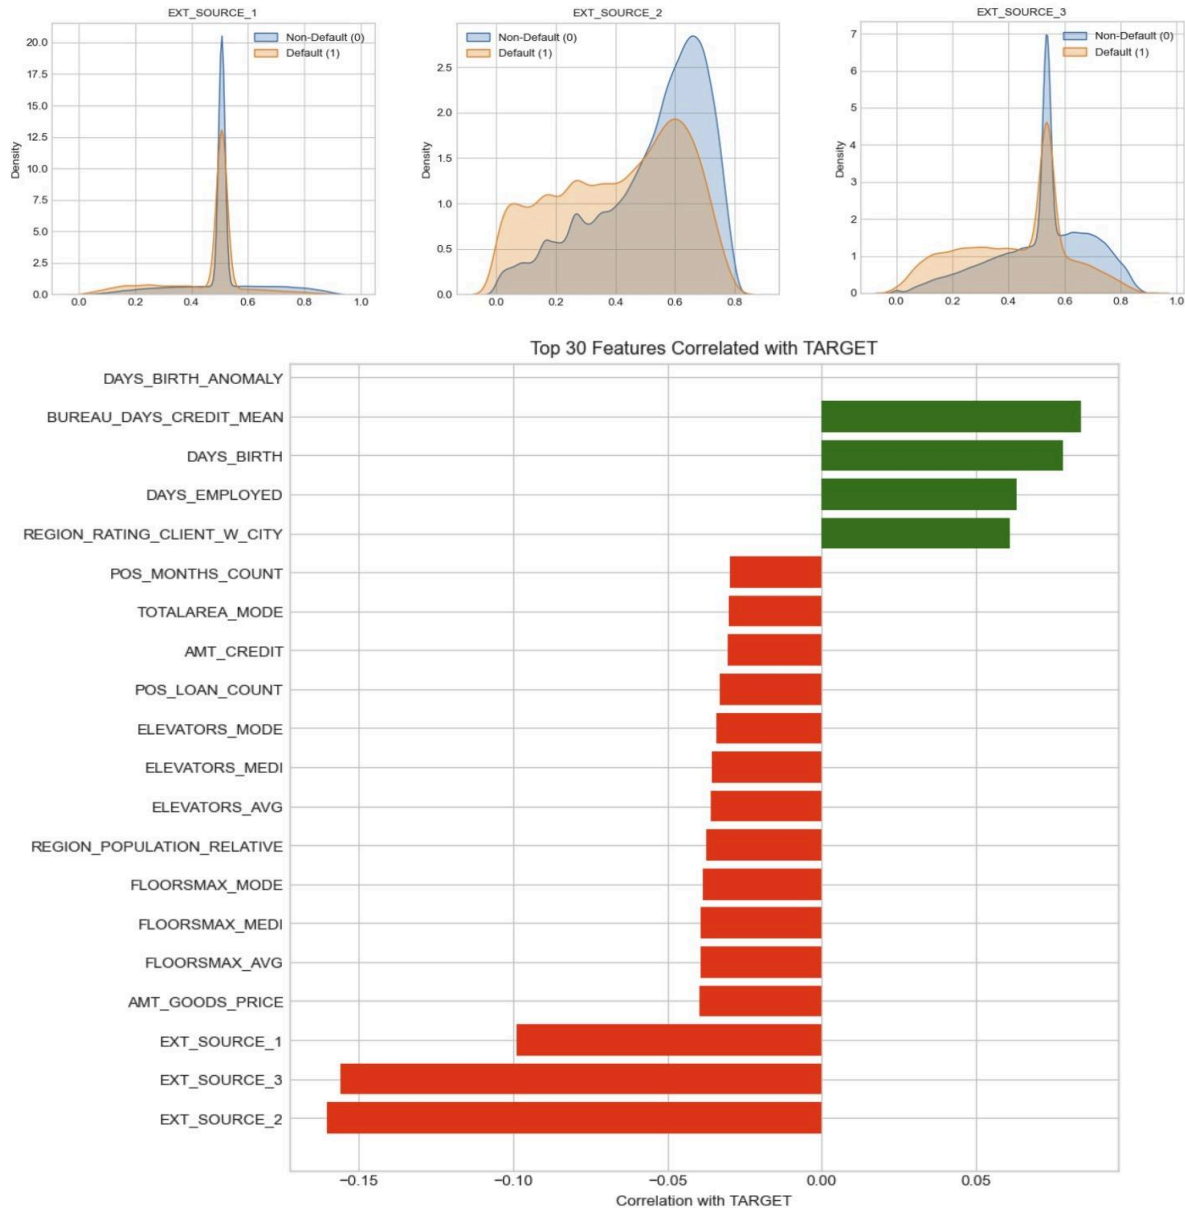 EXT_SOURCE_1
Density
20.0
17.5
15.0
12.5
10.0
7.5
5.0
2.5
0.0
Non-Default (0)
Default (1)
0.0 0.2 0.4 0.6 0.8 1.0
EXT_SOURCE_2
Density
2.5
2.0
1.5
1.0
0.5
0.0
Non-Default (0)
Default (1)
0.0 0.2 0.4 0.6 0.8
EXT_SOURCE_3
Density
7
6
5
4
3
2
1
0
Non-Default (0)
Default (1)
0.0 0.2 0.4 0.6 0.8 1.0
Top 30 Features Correlated with TARGET
DAYS_BIRTH_ANOMALY
BUREAU_DAYS_CREDIT_MEAN
DAYS_BIRTH
DAYS_EMPLOYED
REGION_RATING_CLIENT_W_CITY
POS_MONTHS_COUNT
TOTALAREA_MODE
AMT_CREDIT
POS_LOAN_COUNT
ELEVATORS_MODE
ELEVATORS_MEDI
ELEVATORS_AVG
REGION_POPULATION_RELATIVE
FLOORSMAX_MODE
FLOORSMAX_MEDI
FLOORSMAX_AVG
AMT_GOODS_PRICE
EXT_SOURCE_1
EXT_SOURCE_3
EXT_SOURCE_2
−0.15 −0.10 −0.05 0.00 0.05
Correlation with TARGET